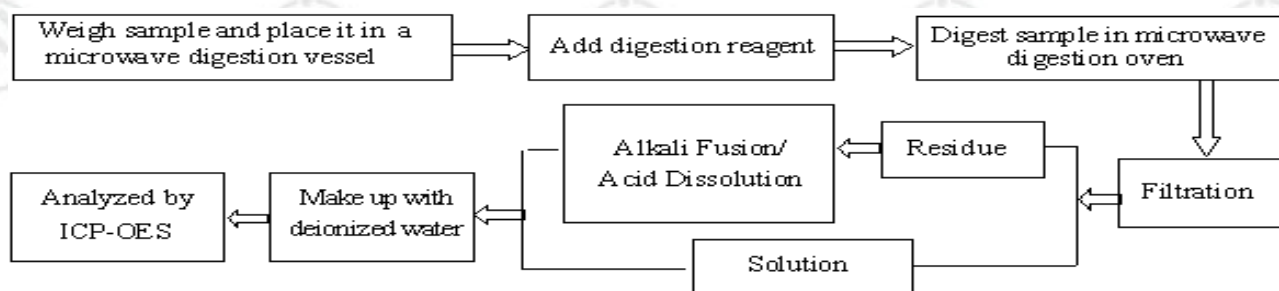 Weigh sample and place it in a
microwave digestion vessel
Add digestion reagent
Digest sample in microwave
digestion oven
Filtration
Residue
Alkali Fusion/
Acid Dissolution
Solution
Make up with
deionized water
Analyzed by
ICP-OES